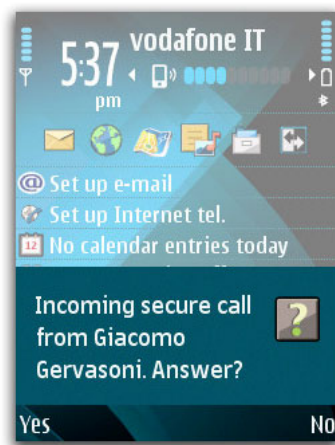 vodafone IT
5:37
pm
@ Set up e-mail
Set up Internet tel.
12 No calendar entries today
Incoming secure call
from Giacomo
Gervasoni. Answer?
Yes No